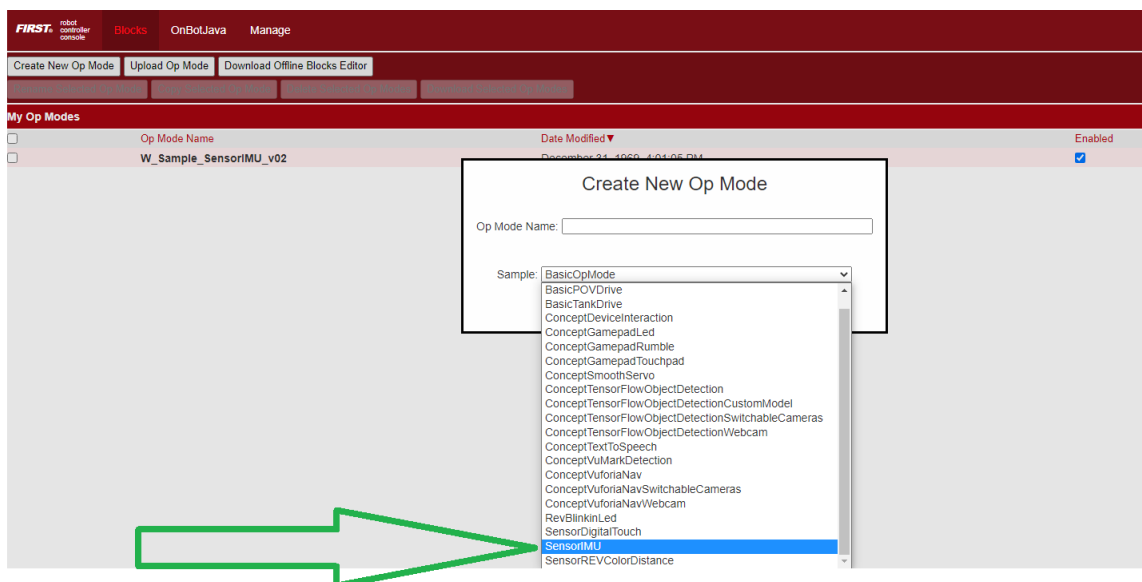 FIRST® robot controller console Blocks OnBotJava Manage
Create New Op Mode Upload Op Mode Download Offline Blocks Editor
My Op Modes
Op Mode Name Date Modified▼ Enabled
W_Sample_SensorIMU_v02 December 31, 1969, 4:01:05 PM
Create New Op Mode
Op Mode Name:
Sample: BasicOpMode
BasicPOVDrive
BasicTankDrive
ConceptDeviceInteraction
ConceptGamepadLed
ConceptGamepadRumble
ConceptGamepadTouchpad
ConceptSmoothServo
ConceptTensorFlowObjectDetection
ConceptTensorFlowObjectDetectionCustomModel
ConceptTensorFlowObjectDetectionSwitchableCameras
ConceptTensorFlowObjectDetectionWebcam
ConceptTextToSpeech
ConceptVuMarkDetection
ConceptVuforiaNav
ConceptVuforiaNavSwitchableCameras
ConceptVuforiaNavWebcam
RevBlinkinLed
SensorDigitalTouch
SensorIMU
SensorREVColorDistance